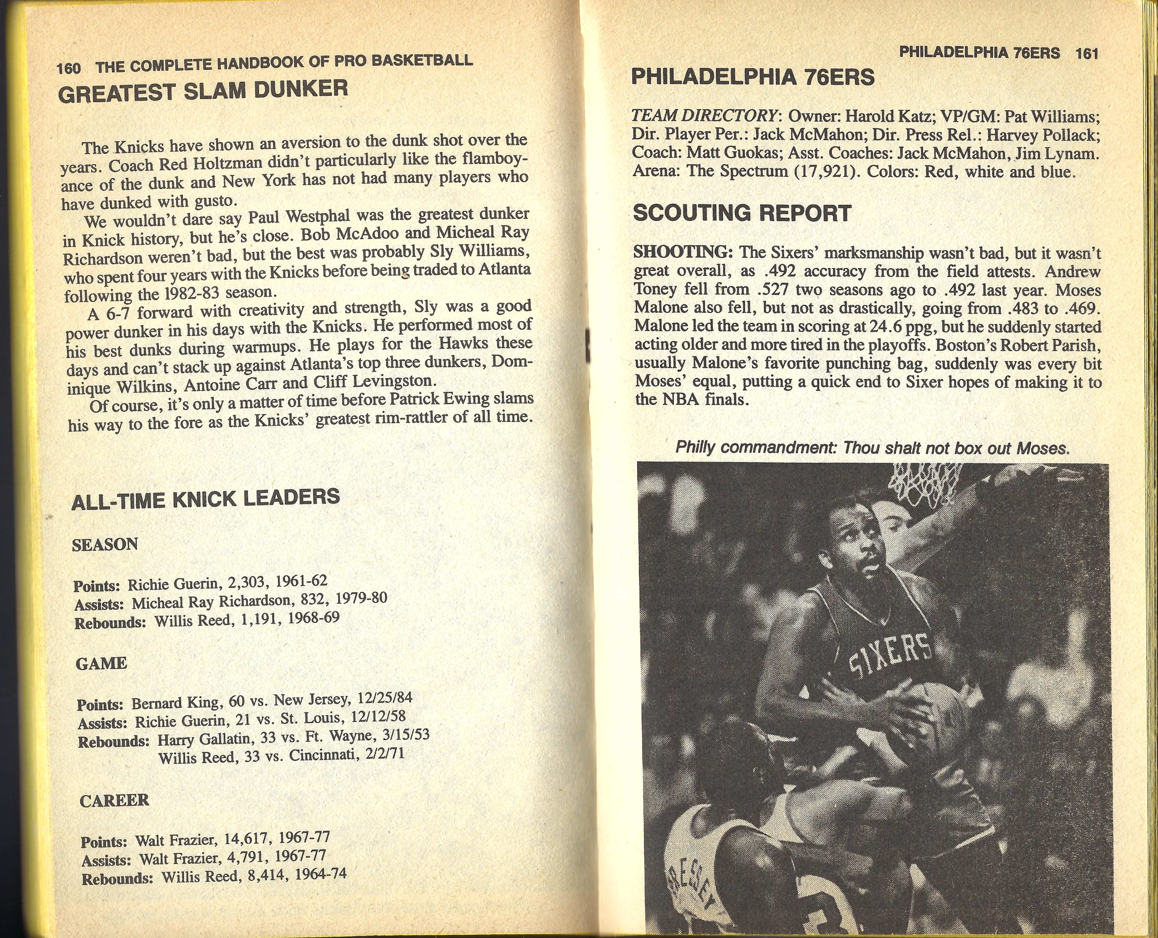 160 THE COMPLETE HANDBOOK OF PRO BASKETBALL
GREATEST SLAM DUNKER
The Knicks have shown an aversion to the dunk shot over the
years. Coach Red Holtzman didn't particularly like the flamboy-
ance of the dunk and New York has not had many players who
have dunked with gusto.
We wouldn't dare say Paul Westphal was the greatest dunker
in Knick history, but he's close. Bob McAdoo and Micheal Ray
Richardson weren't bad, but the best was probably Sly Williams,
who spent four years with the Knicks before being traded to Atlanta
following the 1982-83 season.
A 6-7 forward with creativity and strength, Sly was a good
power dunker in his days with the Knicks. He performed most of
his best dunks during warmups. He plays for the Hawks these
days and can't stack up against Atlanta's top three dunkers, Dom-
inique Wilkins, Antoine Carr and Cliff Levingston.
Of course, it's only a matter of time before Patrick Ewing slams
his way to the fore as the Knicks' greatest rim-rattler of all time.
ALL-TIME KNICK LEADERS
SEASON
Points: Richie Guerin, 2,303, 1961-62
Assists: Micheal Ray Richardson, 832, 1979-80
Rebounds: Willis Reed, 1,191, 1968-69
GAME
Points: Bernard King, 60 vs. New Jersey, 12/25/84
Assists: Richie Guerin, 21 vs. St. Louis, 12/12/58
Rebounds: Harry Gallatin, 33 vs. Ft. Wayne, 3/15/53
Willis Reed, 33 vs. Cincinnati, 2/2/71
CAREER
Points: Walt Frazier, 14,617, 1967-77
Assists: Walt Frazier, 4,791, 1967-77
Rebounds: Willis Reed, 8,414, 1964-74
PHILADELPHIA 76ERS 161
PHILADELPHIA 76ERS
TEAM DIRECTORY: Owner: Harold Katz; VP/GM: Pat Williams;
Dir. Player Per.: Jack McMahon; Dir. Press Rel.: Harvey Pollack;
Coach: Matt Guokas; Asst. Coaches: Jack McMahon, Jim Lynam.
Arena: The Spectrum (17,921). Colors: Red, white and blue.
SCOUTING REPORT
SHOOTING: The Sixers' marksmanship wasn't bad, but it wasn't
great overall, as .492 accuracy from the field attests. Andrew
Toney fell from .527 two seasons ago to .492 last year. Moses
Malone also fell, but not as drastically, going from .483 to .469.
Malone led the team in scoring at 24.6 ppg, but he suddenly started
acting older and more tired in the playoffs. Boston's Robert Parish,
usually Malone's favorite punching bag, suddenly was every bit
Moses' equal, putting a quick end to Sixer hopes of making it to
the NBA finals.
Philly commandment: Thou shalt not box out Moses.
SIXERS
PRESSEY
3